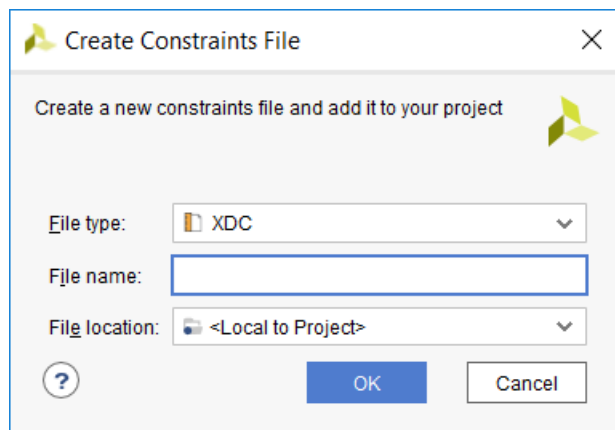 Create Constraints File
Create a new constraints file and add it to your project
File type: XDC
File name:
File location: <Local to Project>
? OK Cancel